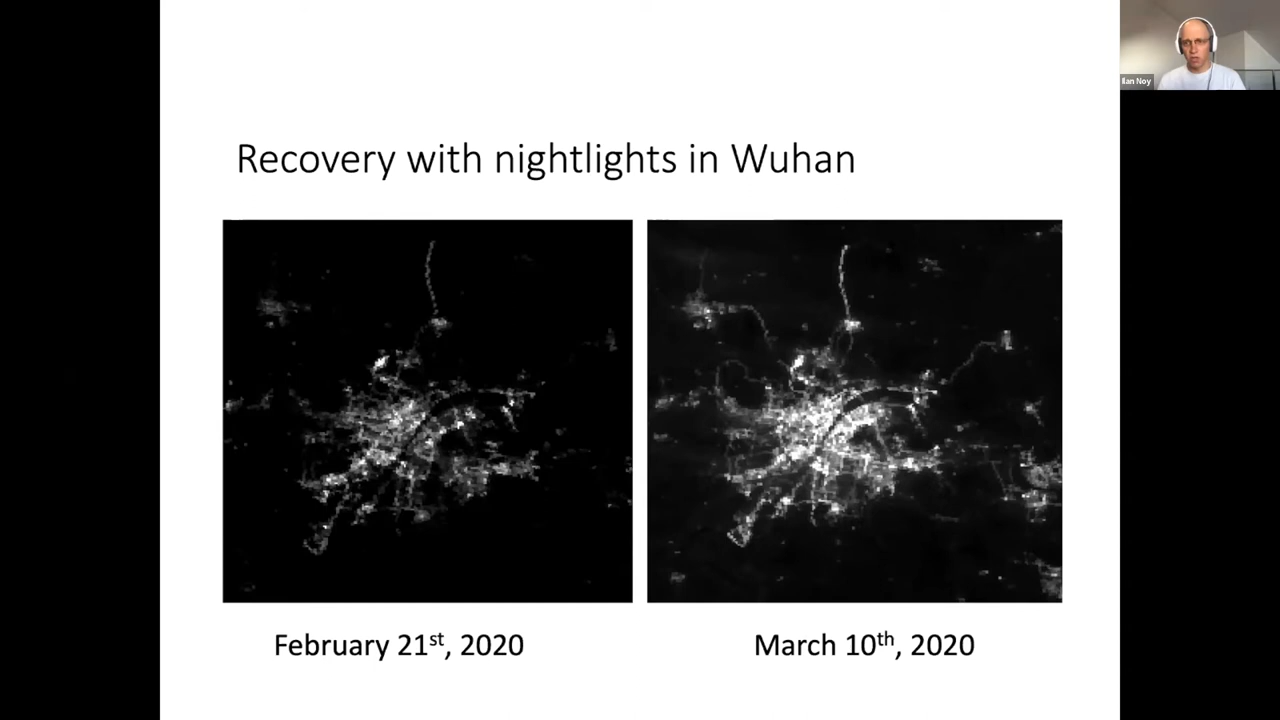 Ilan Noy
Recovery with nightlights in Wuhan
February 21st, 2020
March 10th, 2020